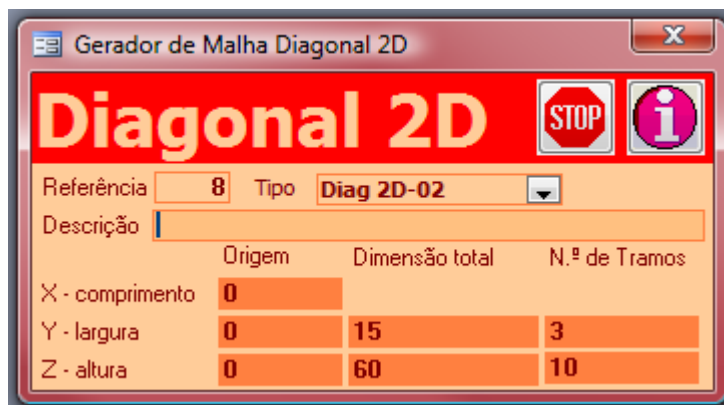 Gerador de Malha Diagonal 2D
Diagonal 2D STOP i
Referência 8 Tipo Diag 2D-02
Descrição
Origem Dimensão total N.º de Tramos
X - comprimento 0
Y - largura 0 15 3
Z - altura 0 60 10